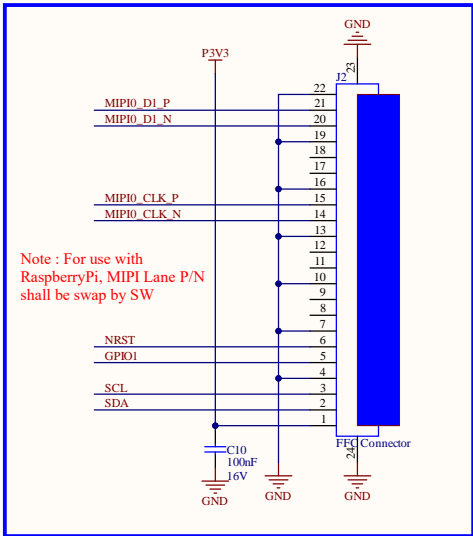 GND
P3V3
23
J2
22
MIPI0_D1_P
21
MIPI0_D1_N
20
19
18
17
16
MIPI0_CLK_P
15
MIPI0_CLK_N
14
13
12
Note : For use with
RaspberryPi, MIPI Lane P/N
shall be swap by SW
11
10
9
8
7
NRST
6
GPIO1
5
4
SCL
3
SDA
2
1
FFC Connector
C10
100nF
16V
24
GND
GND
GND